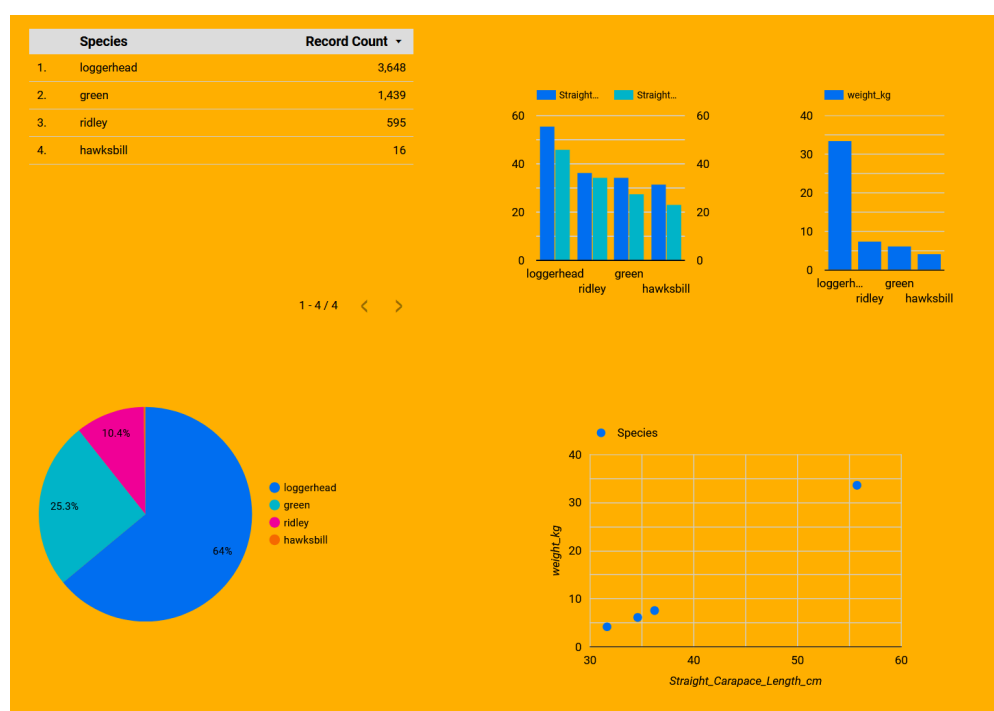 Species Record Count
1. loggerhead 3,648
2. green 1,439
3. ridley 595
4. hawksbill 16
1 - 4 / 4
Straight... Straight...
60 60
40 40
20 20
0 0
loggerhead green
ridley hawksbill
weight_kg
40
30
20
10
0
loggerh... green
ridley hawksbill
10.4%
25.3%
64%
loggerhead
green
ridley
hawksbill
Species
40
30
20
10
0
weight_kg
30 40 50 60
Straight_Carapace_Length_cm